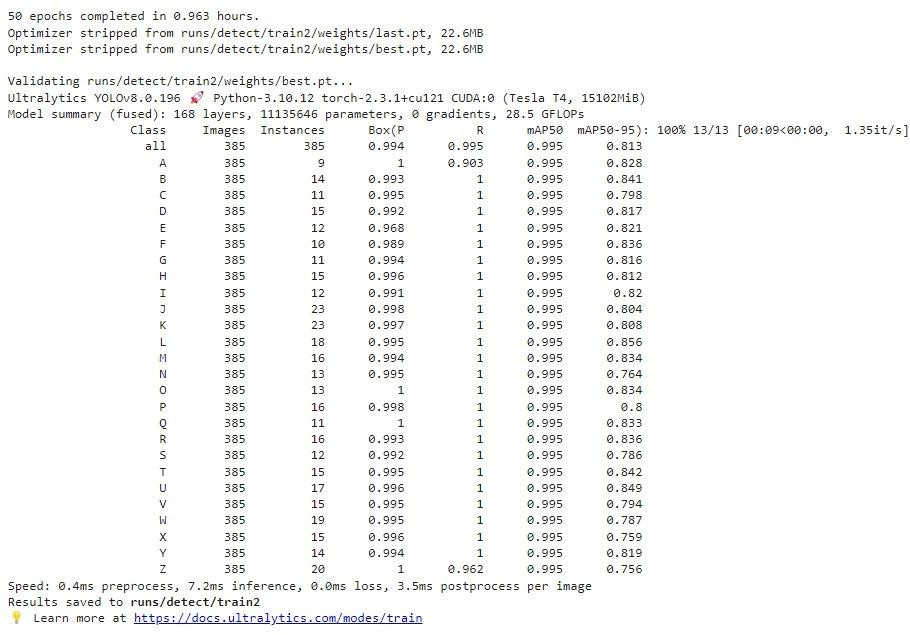 50 epochs completed in 0.963 hours.
Optimizer stripped from runs/detect/train2/weights/last.pt, 22.6MB
Optimizer stripped from runs/detect/train2/weights/best.pt, 22.6MB
Validating runs/detect/train2/weights/best.pt...
Ultralytics YOLOv8.0.196 🚀 Python-3.10.12 torch-2.3.1+cu121 CUDA:0 (Tesla T4, 15102MiB)
Model summary (fused): 168 layers, 11135646 parameters, 0 gradients, 28.5 GFLOPs
Class Images Instances Box(P R mAP50 mAP50-95): 100% 13/13 [00:09<00:00, 1.35it/s]
all 385 385 0.994 0.995 0.995 0.813
A 385 9 1 0.903 0.995 0.828
B 385 14 0.993 1 0.995 0.841
C 385 11 0.995 1 0.995 0.798
D 385 15 0.992 1 0.995 0.817
E 385 12 0.968 1 0.995 0.821
F 385 10 0.989 1 0.995 0.836
G 385 11 0.994 1 0.995 0.816
H 385 15 0.996 1 0.995 0.812
I 385 12 0.991 1 0.995 0.82
J 385 23 0.998 1 0.995 0.804
K 385 23 0.997 1 0.995 0.808
L 385 18 0.995 1 0.995 0.856
M 385 16 0.994 1 0.995 0.834
N 385 13 0.995 1 0.995 0.764
O 385 13 1 1 0.995 0.834
P 385 16 0.998 1 0.995 0.8
Q 385 11 1 1 0.995 0.833
R 385 16 0.993 1 0.995 0.836
S 385 12 0.992 1 0.995 0.786
T 385 15 0.995 1 0.995 0.842
U 385 17 0.996 1 0.995 0.849
V 385 15 0.995 1 0.995 0.794
W 385 19 0.995 1 0.995 0.787
X 385 15 0.996 1 0.995 0.759
Y 385 14 0.994 1 0.995 0.819
Z 385 20 1 0.962 0.995 0.756
Speed: 0.4ms preprocess, 7.2ms inference, 0.0ms loss, 3.5ms postprocess per image
Results saved to runs/detect/train2
💡 Learn more at https://docs.ultralytics.com/modes/train